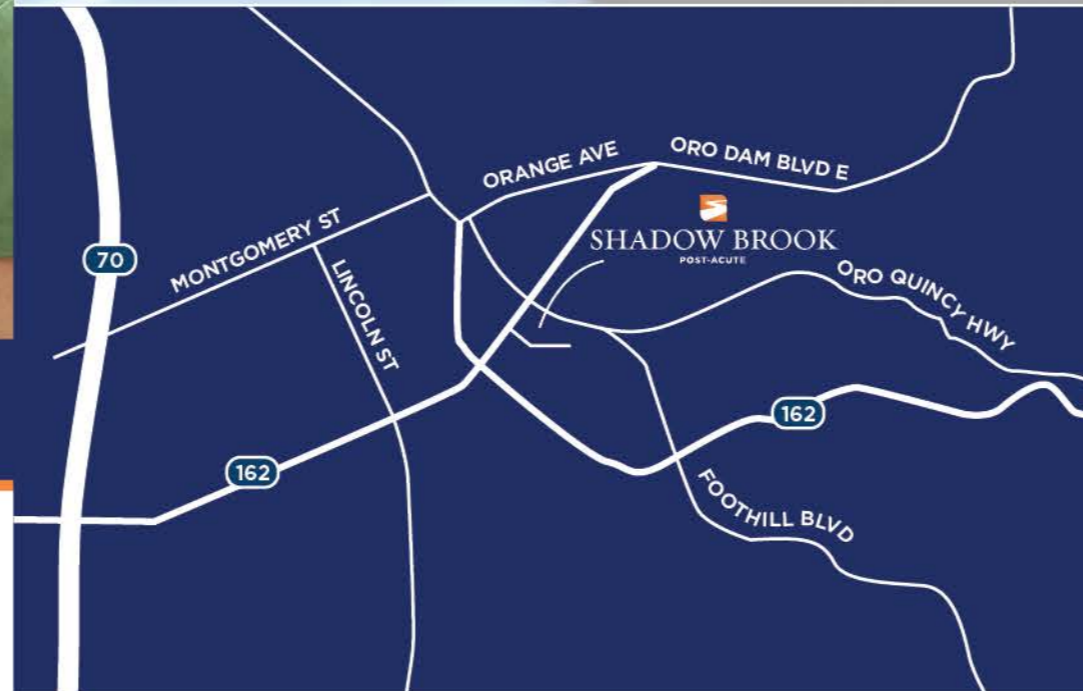 ORANGE AVE
ORO DAM BLVD E
SHADOW BROOK
POST-ACUTE
MONTGOMERY ST
70
LINCOLN ST
ORO QUINCY HWY
162
162
FOOTHILL BLVD